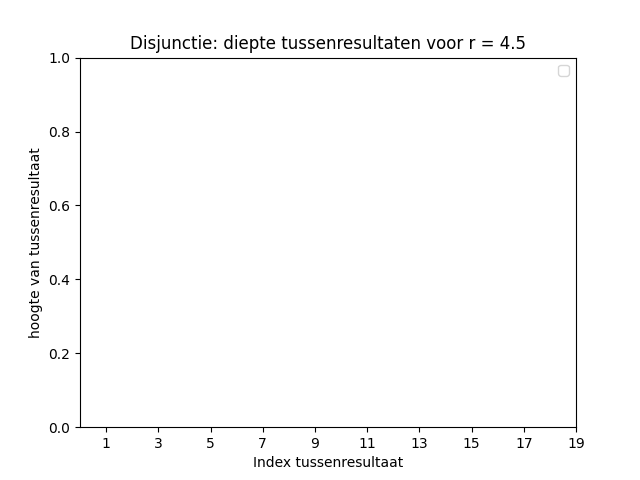 Disjunctie: diepte tussenresultaten voor r = 4.5
1.0
0.8
0.6
0.4
0.2
0.0
hoogte van tussenresultaat
1 3 5 7 9 11 13 15 17 19
Index tussenresultaat